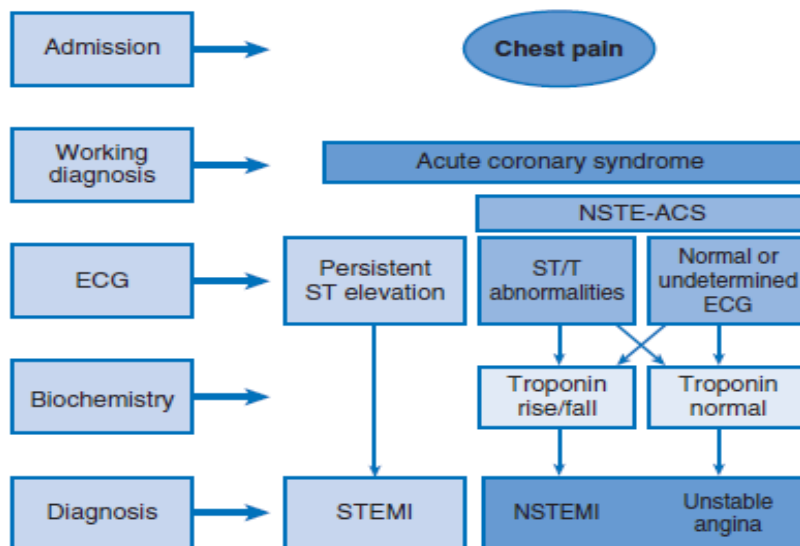 Admission
Chest pain
Working
diagnosis
Acute coronary syndrome
NSTE-ACS
ECG
Persistent
ST elevation
ST/T
abnormalities
Normal or
undetermined
ECG
Biochemistry
Troponin
rise/fall
Troponin
normal
Diagnosis
STEMI
NSTEMI
Unstable
angina